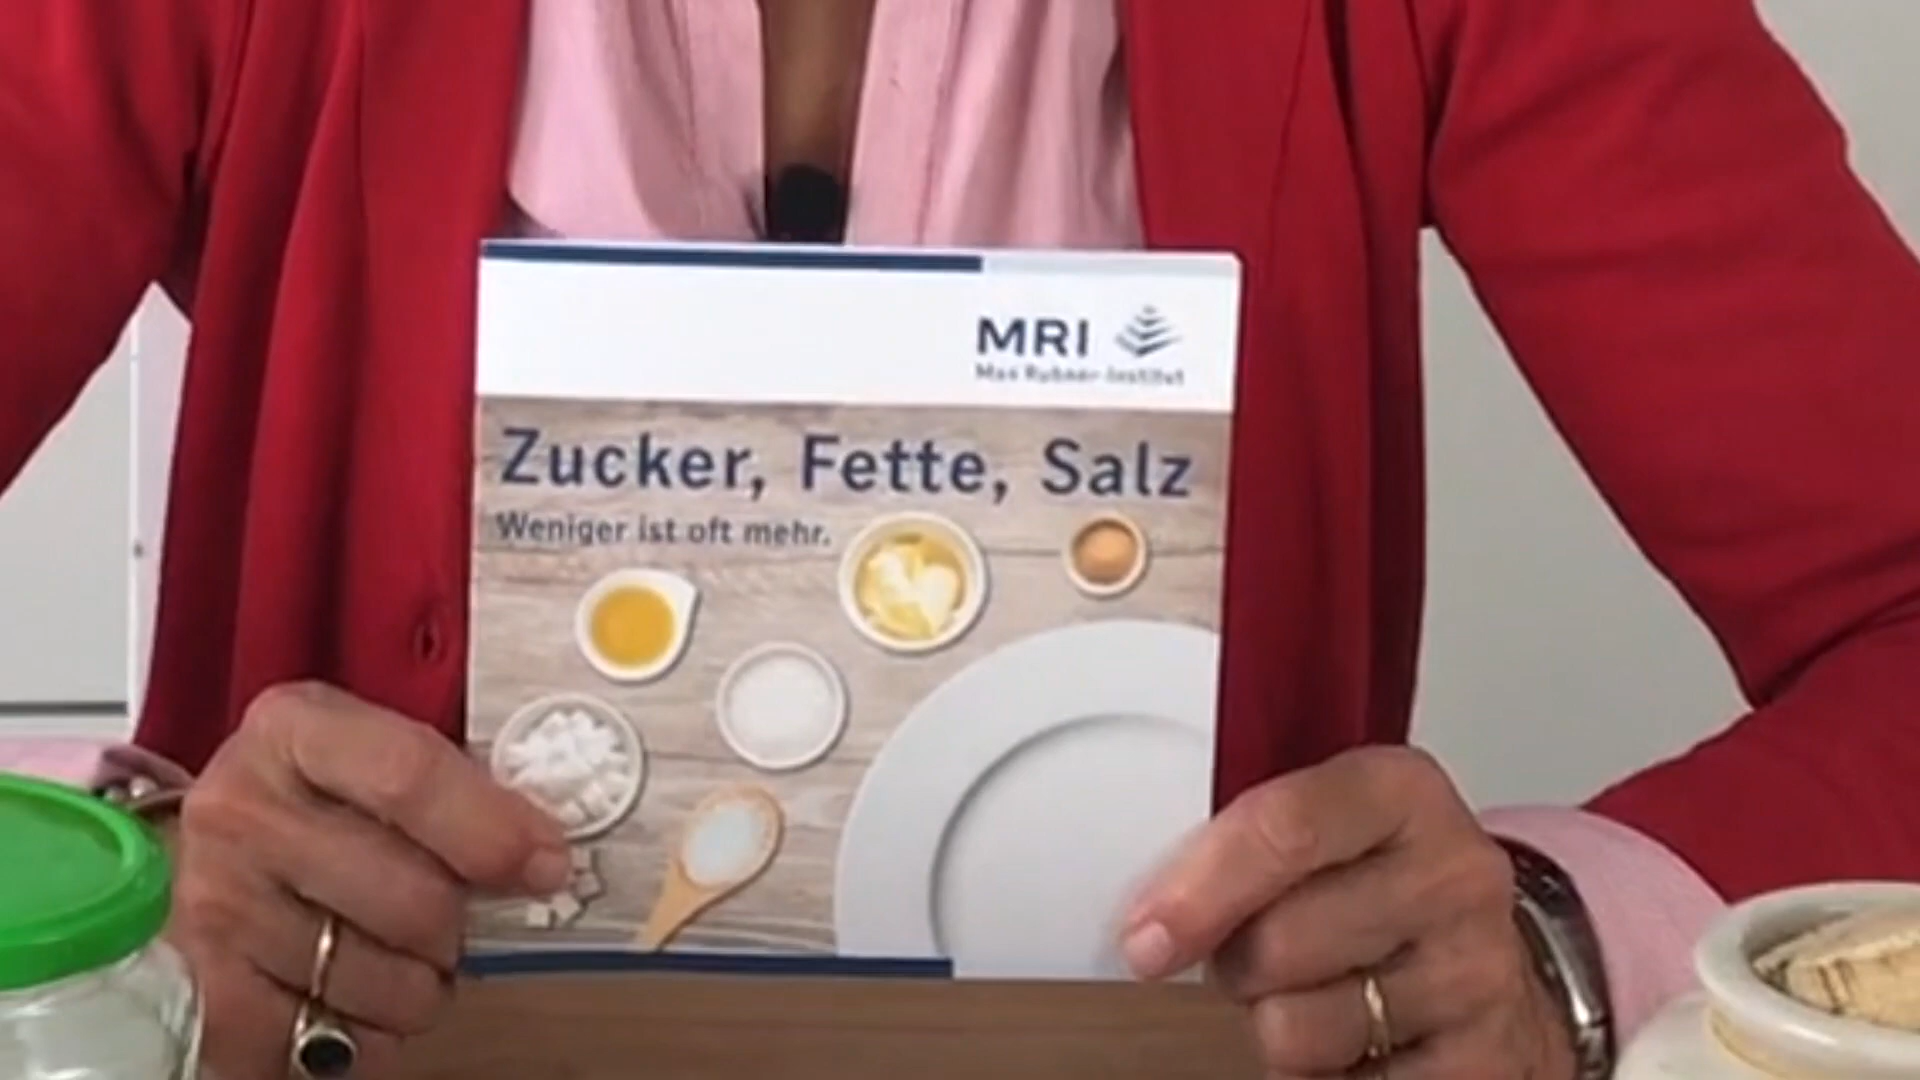 MRI
Max Rubner-Institut
Zucker, Fette, Salz
Weniger ist oft mehr.